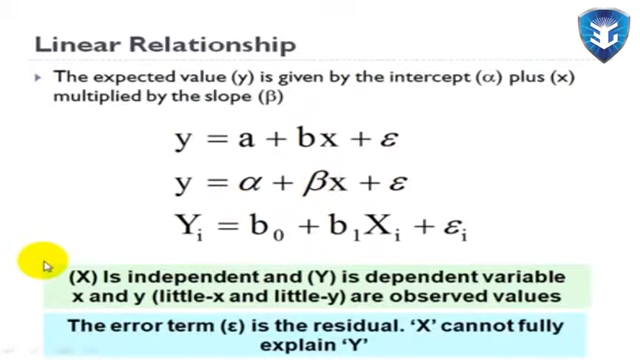 Linear Relationship
The expected value (y) is given by the intercept (α) plus (x)
multiplied by the slope (β)
y = a + bx + ε
y = α + βx + ε
Yᵢ = b₀ + b₁Xᵢ + εᵢ
(X) Is independent and (Y) is dependent variable
x and y (little-x and little-y) are observed values
The error term (ε) is the residual. ‘X’ cannot fully
explain ‘Y’